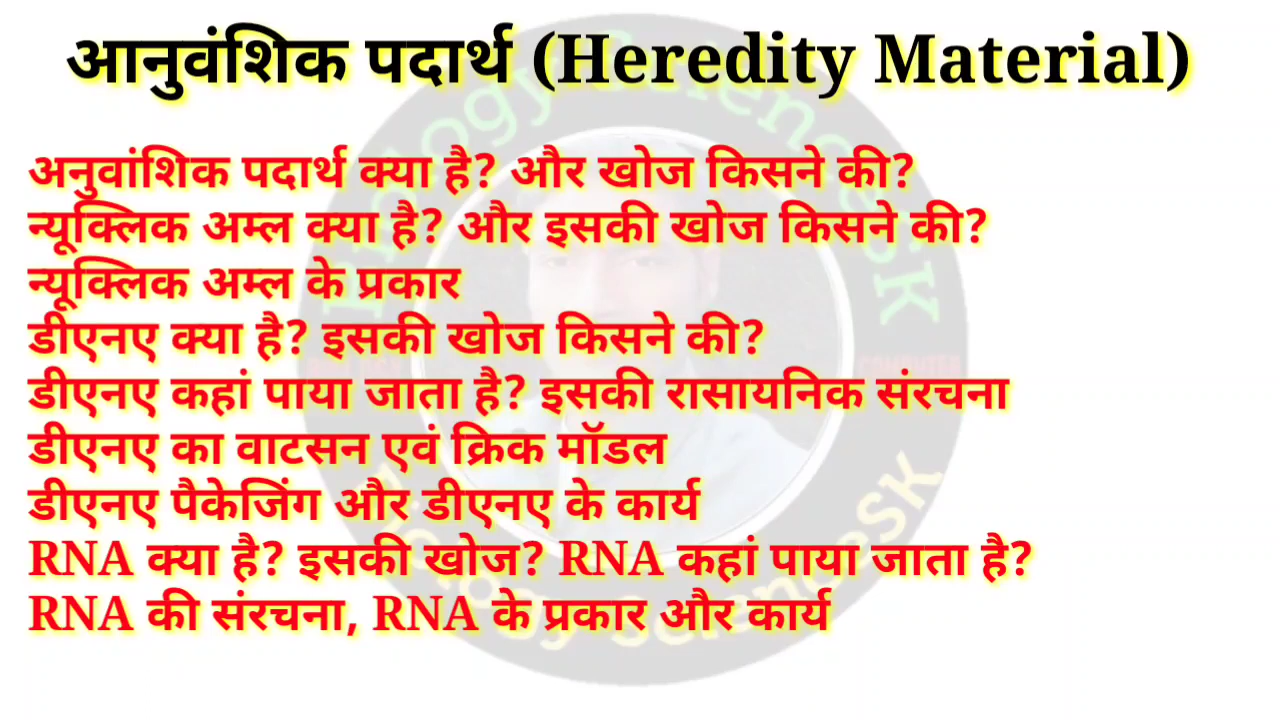 आनुवंशिक पदार्थ (Heredity Material)
अनुवांशिक पदार्थ क्या है? और खोज किसने की?
न्यूक्लिक अम्ल क्या है? और इसकी खोज किसने की?
न्यूक्लिक अम्ल के प्रकार
डीएनए क्या है? इसकी खोज किसने की?
डीएनए कहां पाया जाता है? इसकी रासायनिक संरचना
डीएनए का वाटसन एवं क्रिक मॉडल
डीएनए पैकेजिंग और डीएनए के कार्य
RNA क्या है? इसकी खोज? RNA कहां पाया जाता है?
RNA की संरचना, RNA के प्रकार और कार्य